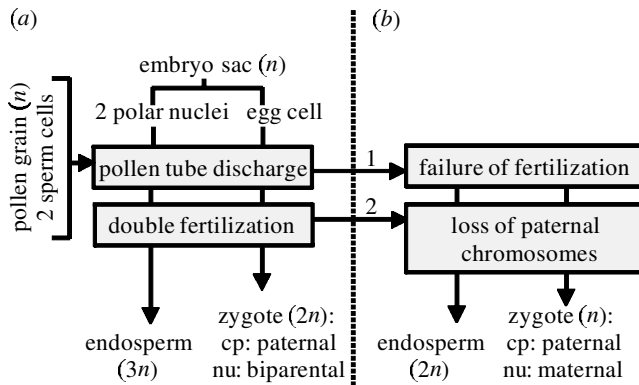 (a)
embryo sac (n)
2 polar nuclei
egg cell
pollen grain (n)
2 sperm cells
pollen tube discharge
double fertilization
endosperm
(3n)
zygote (2n):
cp: paternal
nu: biparental
1
2
(b)
failure of fertilization
loss of paternal
chromosomes
endosperm
(2n)
zygote (n):
cp: paternal
nu: maternal